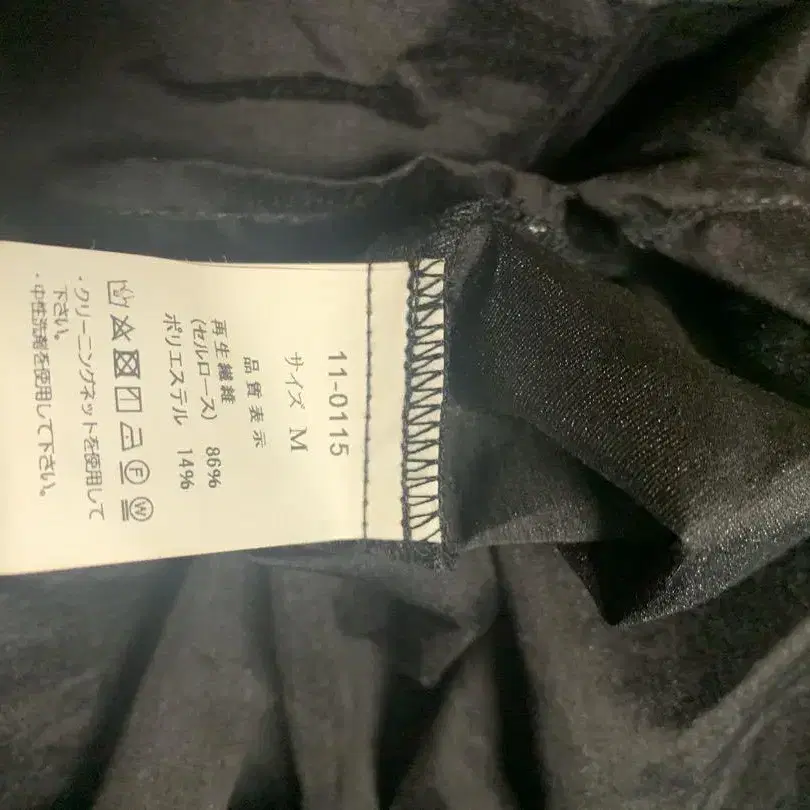 11-0115
サイズ M
品質表示
再生繊維
(セルロース) 86%
ポリエステル 14%
F W
・クリーニングネットを使用して
下さい。
・中性洗剤を使用して下さい。